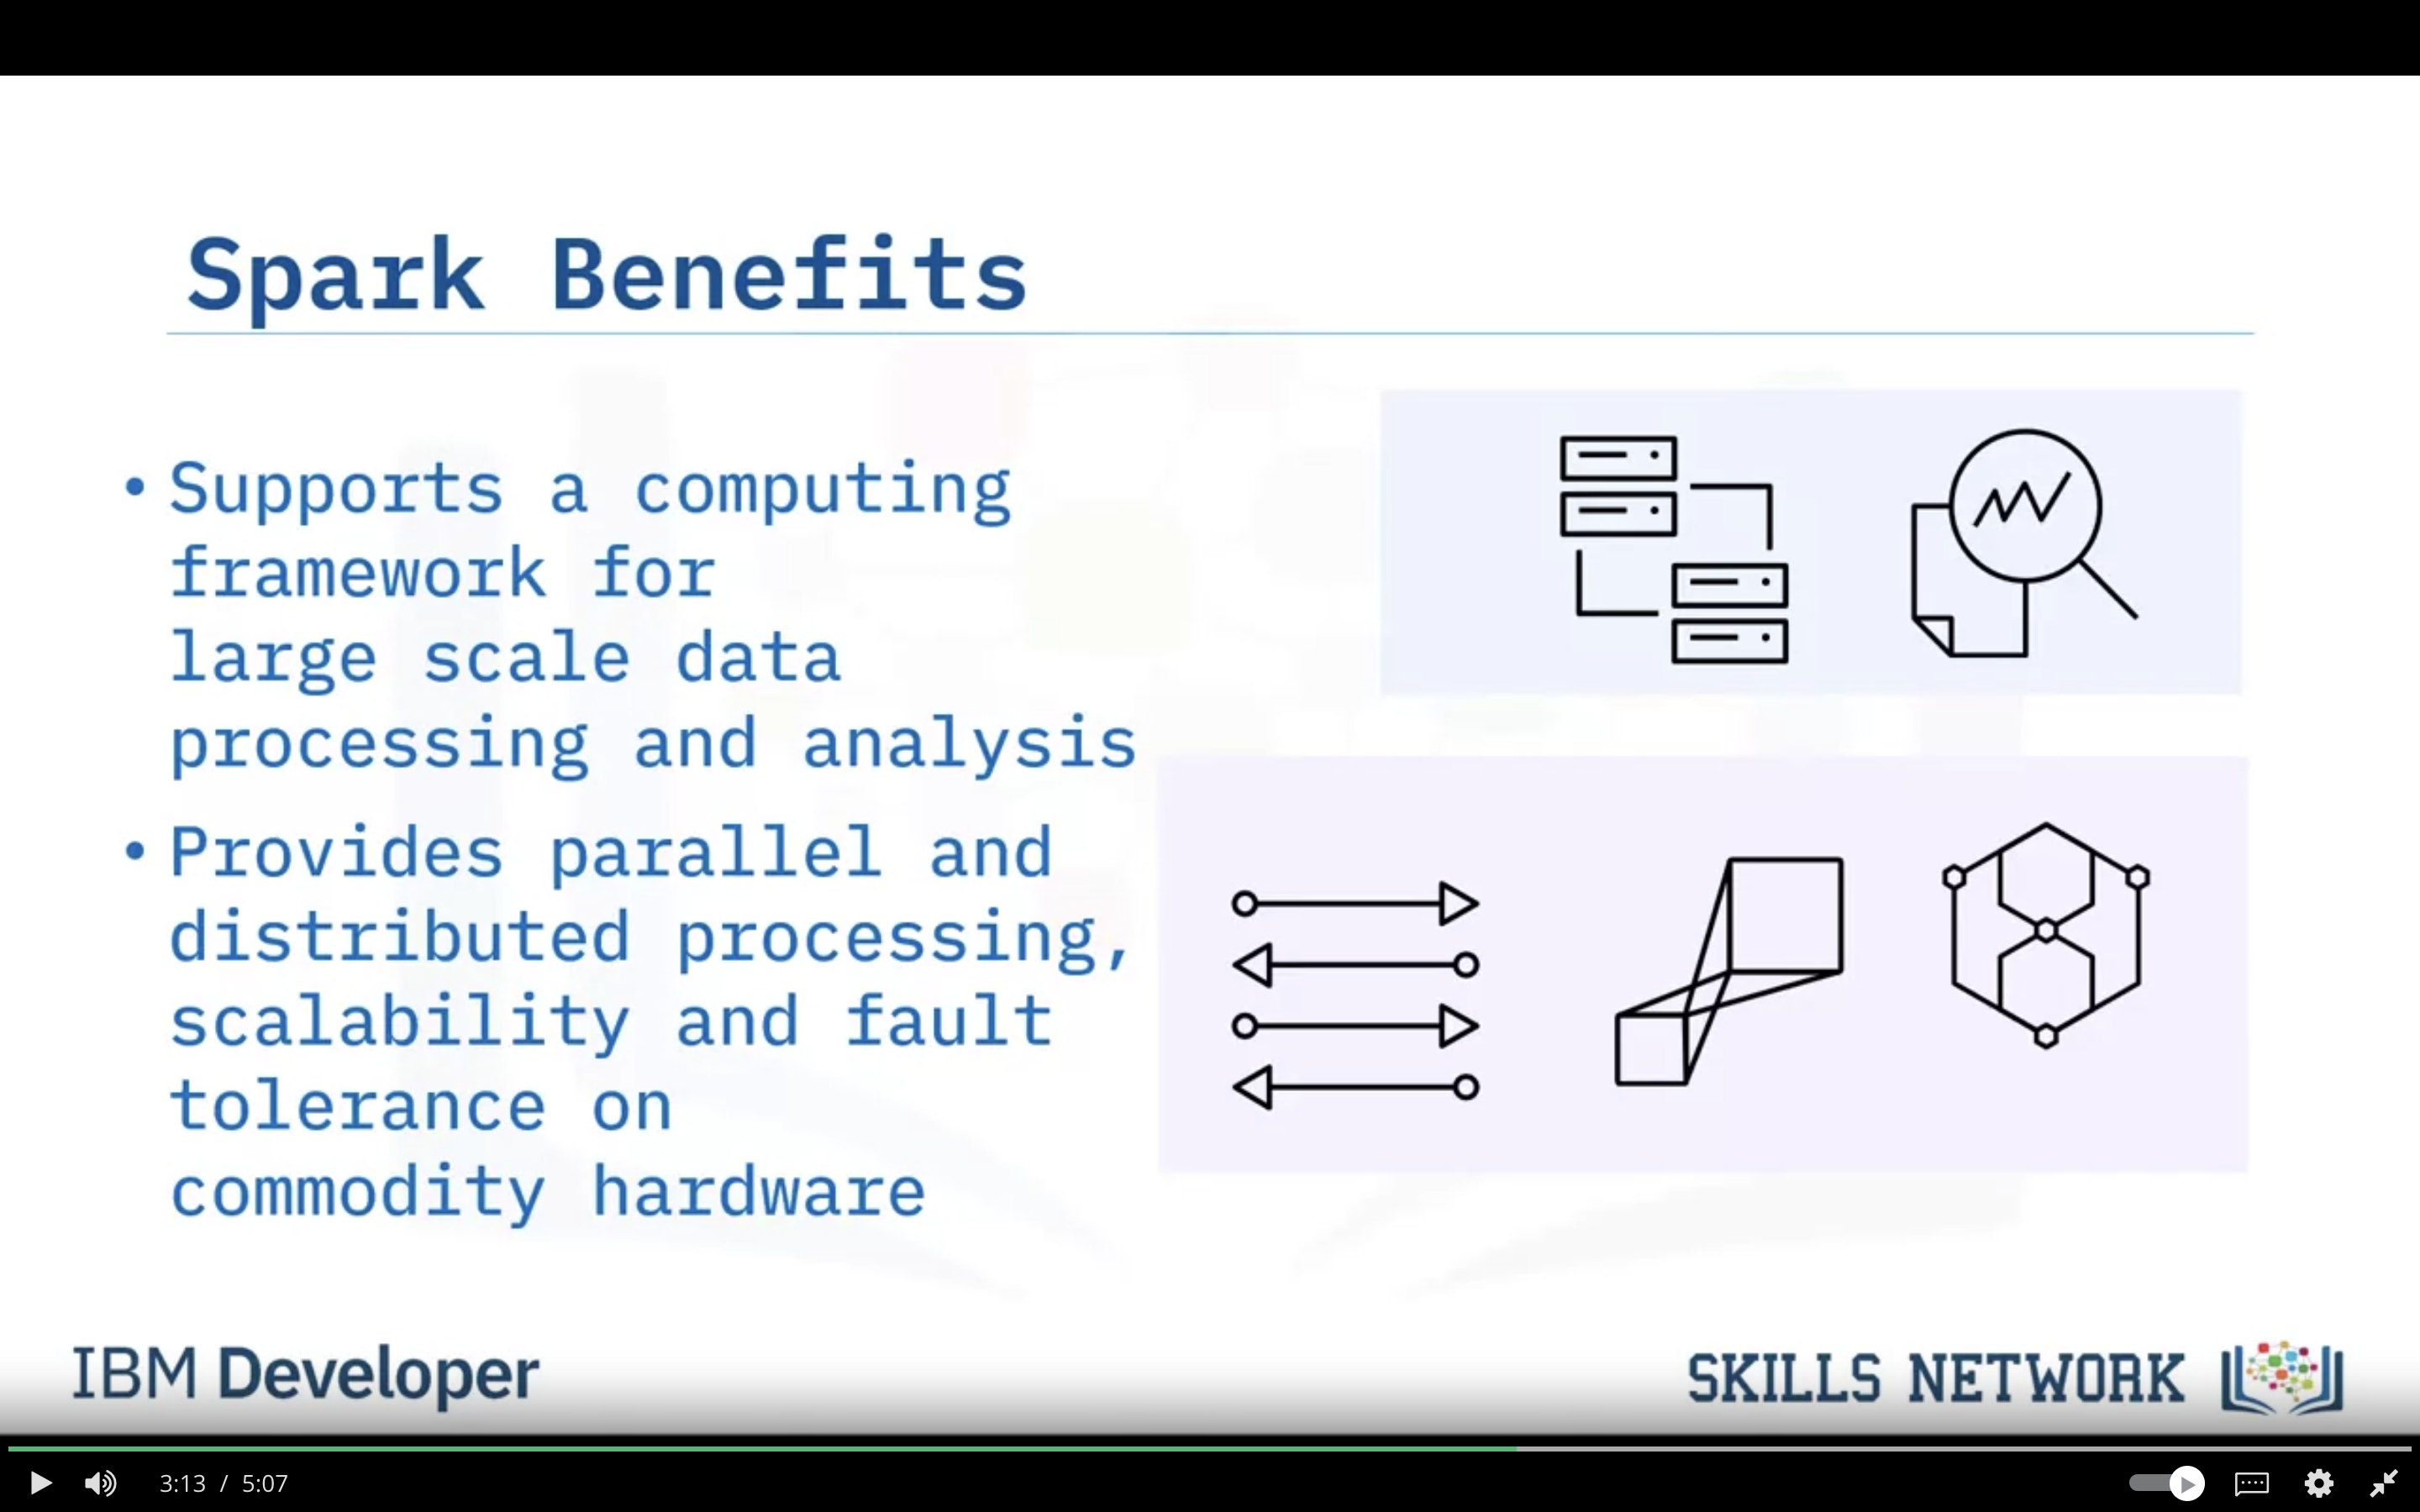 Spark Benefits
• Supports a computing
framework for
large scale data
processing and analysis
• Provides parallel and
distributed processing,
scalability and fault
tolerance on
commodity hardware
IBM Developer
SKILLS NETWORK
3:13 / 5:07